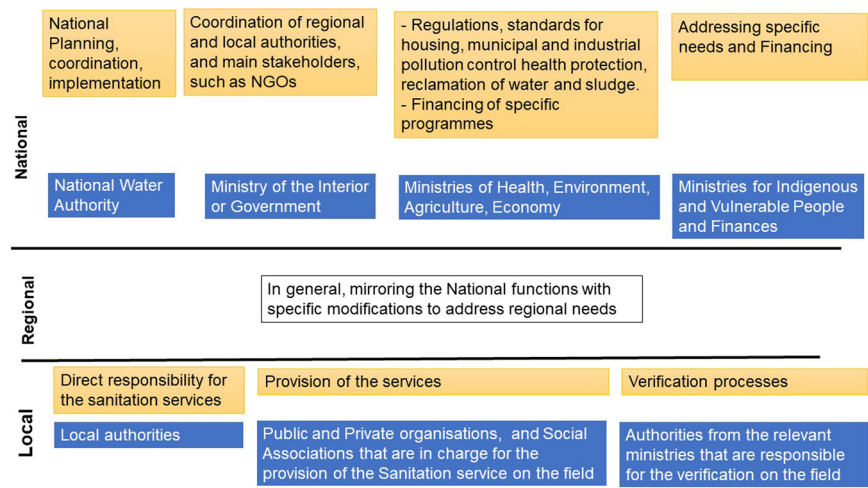 National
National
Planning,
coordination,
implementation
Coordination of regional
and local authorities,
and main stakeholders,
such as NGOs
- Regulations, standards for
housing, municipal and industrial
pollution control health protection,
reclamation of water and sludge.
- Financing of specific
programmes
Addressing specific
needs and Financing
National Water
Authority
Ministry of the Interior
or Government
Ministries of Health, Environment,
Agriculture, Economy
Ministries for Indigenous
and Vulnerable People
and Finances
Regional
In general, mirroring the National functions with
specific modifications to address regional needs
Local
Direct responsibility for
the sanitation services
Provision of the services
Verification processes
Local authorities
Public and Private organisations, and Social
Associations that are in charge for the
provision of the Sanitation service on the field
Authorities from the relevant
ministries that are responsible
for the verification on the field